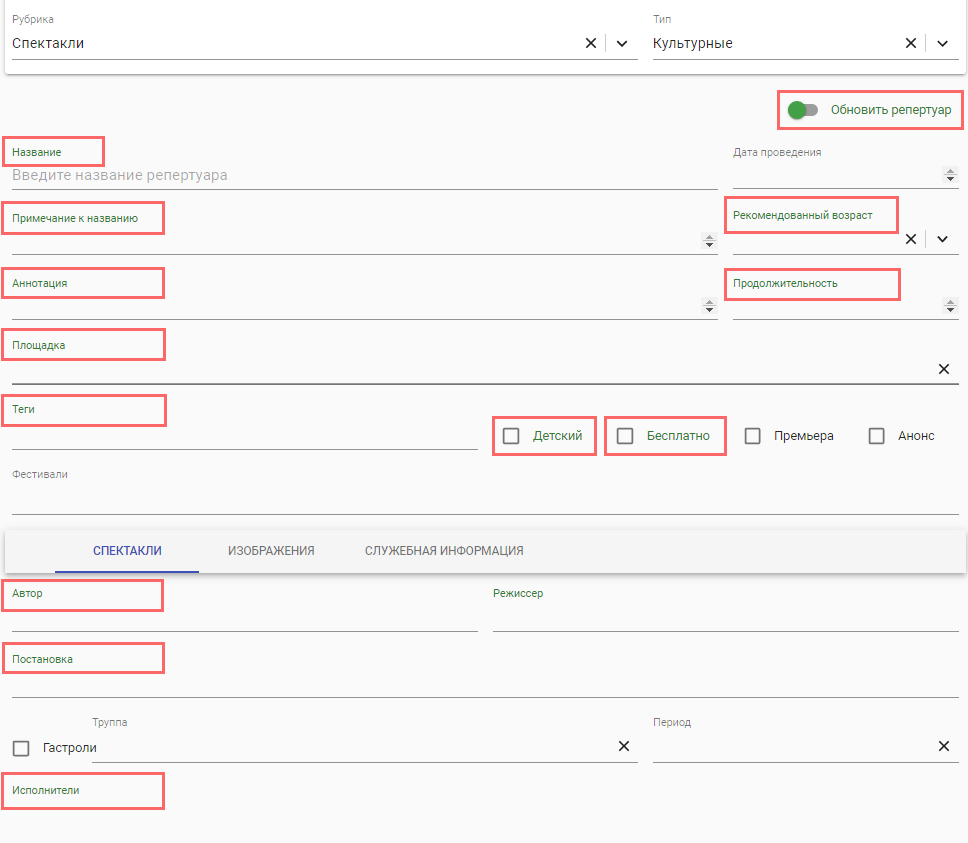 Рубрика
Тип
Спектакли
Культурные
Обновить репертуар
Название
Дата проведения
Введите название репертуара
Примечание к названию
Рекомендованный возраст
Аннотация
Продолжительность
Площадка
Теги
Детский
Бесплатно
Премьера
Анонс
Фестивали
СПЕКТАКЛИ
ИЗОБРАЖЕНИЯ
СЛУЖЕБНАЯ ИНФОРМАЦИЯ
Автор
Режиссер
Постановка
Труппа
Период
Гастроли
Исполнители